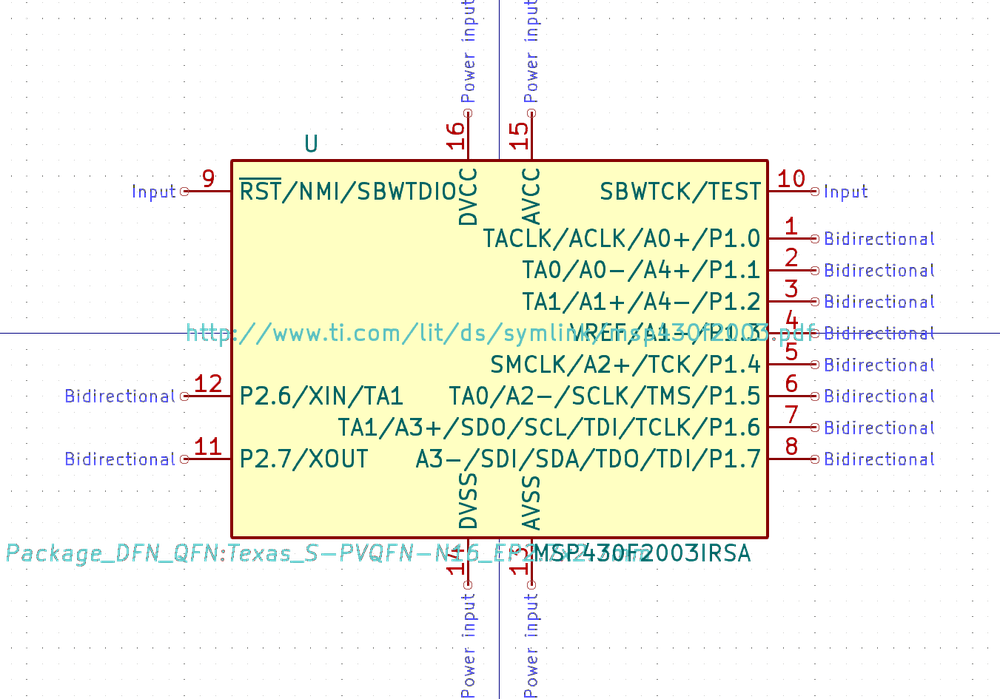 Power input
Power input
16
15
U
Input
9
RST/NMI/SBWTDIO
DVCC
AVCC
SBWTCK/TEST
10
Input
TACLK/ACLK/A0+/P1.0
1
Bidirectional
TA0/A0-/A4+/P1.1
2
Bidirectional
TA1/A1+/A4-/P1.2
3
Bidirectional
http://www.ti.com/lit/ds/symlink/msp430f2003.pdf
VREF/A1-/P1.3
4
Bidirectional
SMCLK/A2+/TCK/P1.4
5
Bidirectional
Bidirectional
12
P2.6/XIN/TA1
TA0/A2-/SCLK/TMS/P1.5
6
Bidirectional
TA1/A3+/SDO/SCL/TDI/TCLK/P1.6
7
Bidirectional
Bidirectional
11
P2.7/XOUT
A3-/SDI/SDA/TDO/TDI/P1.7
8
Bidirectional
DVSS
AVSS
Package_DFN_QFN:Texas_S-PVQFN-N16_EP2.7x2.7mm
MSP430F2003IRSA
14
13
Power input
Power input